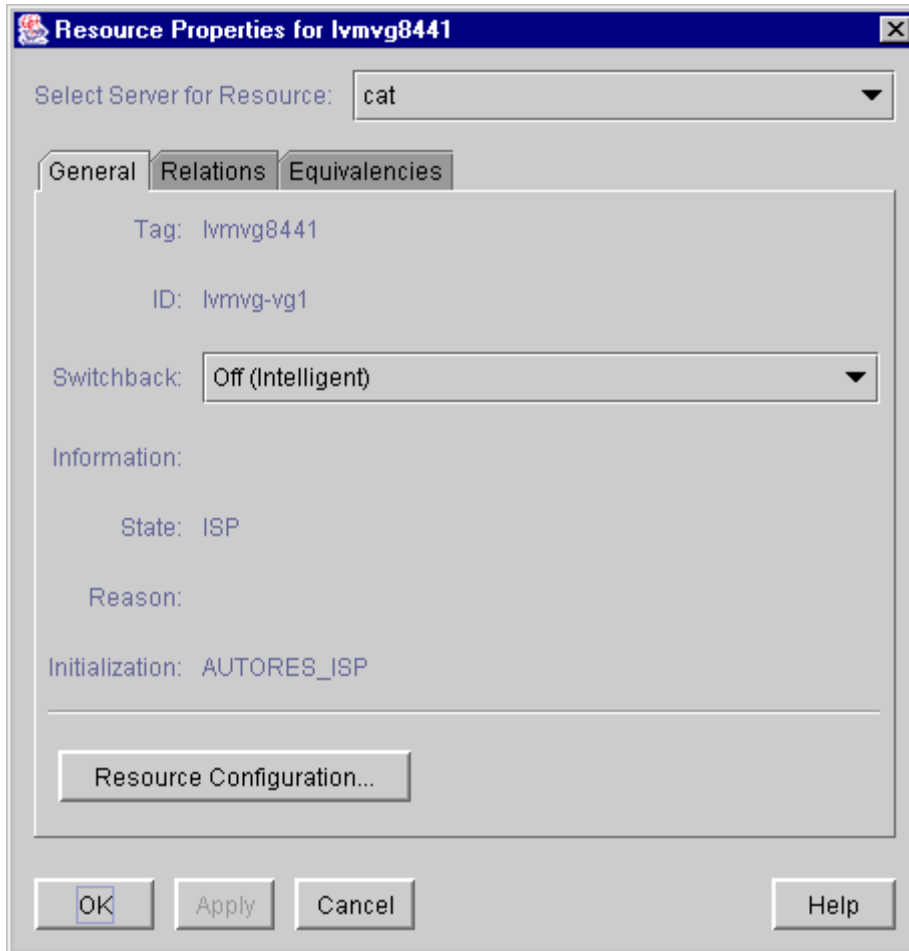 Resource Properties for lvmvg8441
Select Server for Resource: cat
General Relations Equivalencies
Tag: lvmvg8441
ID: lvmvg-vg1
Switchback: Off (Intelligent)
Information:
State: ISP
Reason:
Initialization: AUTORES_ISP
Resource Configuration...
OK Apply Cancel Help